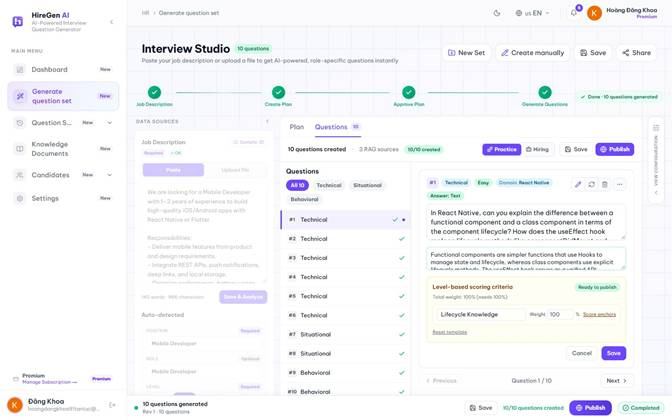 HireGen AI
AI-Powered Interview
Question Generator
MAIN MENU
Dashboard New
Generate question set New
Question S... New
Knowledge Documents New
Candidates New
Settings New
Premium
Manage Subscription → Premium
Đăng Khoa
HR › Generate question set
us EN
8
Hoàng Đăng Khoa
Premium
Interview Studio 10 questions
Paste your job description or upload a file to get AI-powered, role-specific questions instantly
New Set
Create manually
Save
Share
Job Description
Create Plan
Approve Plan
Generate Questions
Done · 10 questions generated
DATA SOURCES
Job Description
Required
Upload File
We are looking for a Mobile Developer
with 1–2 years of experience to build
high-quality iOS/Android apps with
React Native or Flutter.
Responsibilities:
- Deliver mobile features from product
and design requirements.
- Integrate REST APIs, push notifications,
deep links, and local storage.
Save & Analyze
Auto-detected
POSITION Required
Mobile Developer
ROLE Optional
Mobile Developer
LEVEL Required
Plan
Questions 10
10 questions created · 3 RAG sources 10/10 created
Practice
Hiring
Save
Publish
Questions
All 10
Technical
Situational
Behavioral
#1 Technical
#2 Technical
#3 Technical
#4 Technical
#5 Technical
#6 Technical
#7 Situational
#8 Situational
#9 Behavioral
#10 Behavioral
#1 Technical Easy Domain React Native
Answer: Text
In React Native, can you explain the difference between a
functional component and a class component in terms of
the component lifecycle? How does the useEffect hook
Functional components are simpler functions that use Hooks to
manage state and lifecycle, whereas class components use explicit
Level-based scoring criteria Ready to publish
Total weight: 100% (needs 100%)
Lifecycle Knowledge Weight 100 % Score anchors
Reset template
Cancel
Save
Previous
Question 1 / 10
Next
VIEW CONFIGURATION
10 questions generated
Rev 1 · 10 questions
Save
10/10 questions created
Publish
Completed